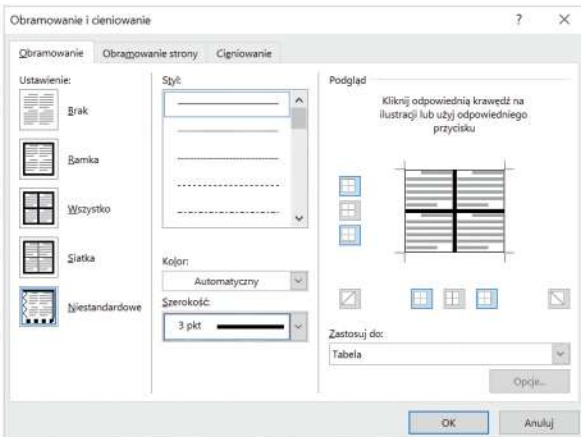 Obramowanie i cieniowanie
?
Obramowanie
Obramowanie strony
Cieniowanie
Ustawienie:
Brak
Ramka
Wszystko
Siatka
Niestandardowe
Styl:
Kolor:
Automatyczny
Szerokość:
3 pkt
Podgląd
Kliknij odpowiednią krawędź na
ilustracji lub użyj odpowiedniego
przycisku
Zastosuj do:
Tabela
Opcje...
OK
Anuluj